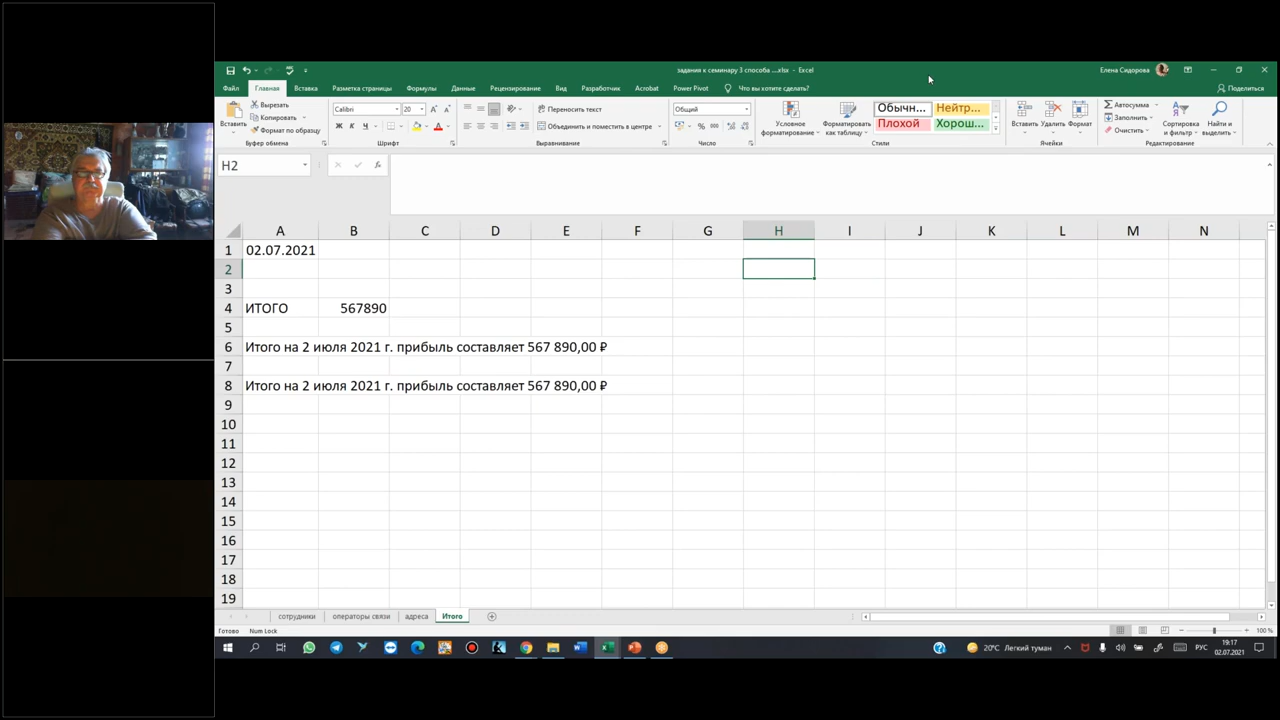 задания к семинару 3 способа ....xlsx - Excel
Елена Сидорова
Файл Главная Вставка Разметка страницы Формулы Данные Рецензирование Вид Разработчик Acrobat Power Pivot Что вы хотите сделать? Поделиться
Вставить
Вырезать
Копировать
Формат по образцу
Буфер обмена
Calibri 20
Ж К Ч
Шрифт
Переносить текст
Объединить и поместить в центре
Выравнивание
Общий
Число
Условное форматирование
Форматировать как таблицу
Обычн... Нейтр...
Плохой Хорош...
Стили
Вставить Удалить Формат
Ячейки
Автосумма
Заполнить
Очистить
Сортировка и фильтр
Найти и выделить
Редактирование
H2
A B C D E F G H I J K L M N
1 02.07.2021
2
3
4 ИТОГО 567890
5
6 Итого на 2 июля 2021 г. прибыль составляет 567 890,00 ₽
7
8 Итого на 2 июля 2021 г. прибыль составляет 567 890,00 ₽
9
10
11
12
13
14
15
16
17
18
19
сотрудники операторы связи адреса Итого
Готово Num Lock 100 %
20°C Легкий туман РУС 19:17
02.07.2021